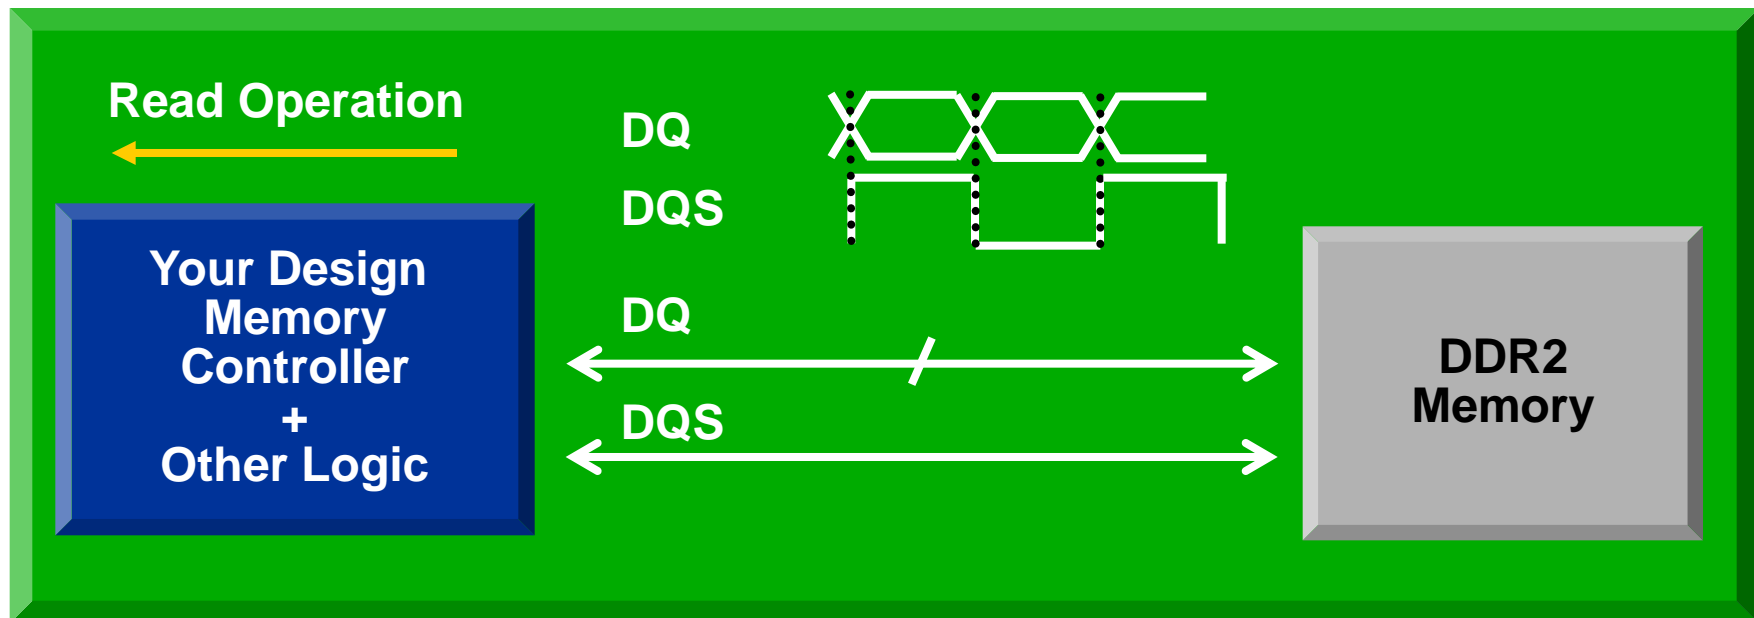 Read Operation
DQ
DQS
Your Design
Memory
Controller
+
Other Logic
DQ
DQS
DDR2
Memory